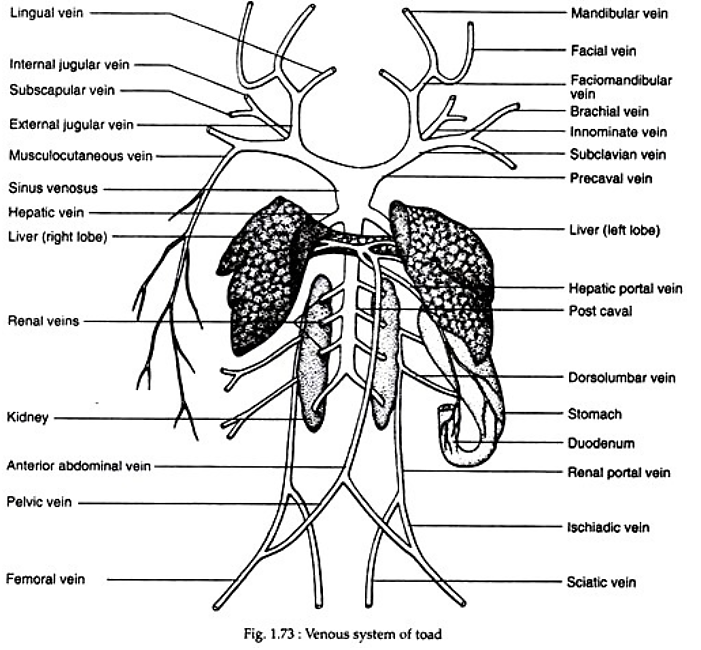 Lingual vein
Internal jugular vein
Subscapular vein
External jugular vein
Musculocutaneous vein
Sinus venosus
Hepatic vein
Liver (right lobe)
Renal veins
Kidney
Anterior abdominal vein
Pelvic vein
Femoral vein
Mandibular vein
Facial vein
Faciomandibular
vein
Brachial vein
Innominate vein
Subclavian vein
Precaval vein
Liver (left lobe)
Hepatic portal vein
Post caval
Dorsolumbar vein
Stomach
Duodenum
Renal portal vein
Ischiadic vein
Sciatic vein
Fig. 1.73 : Venous system of toad